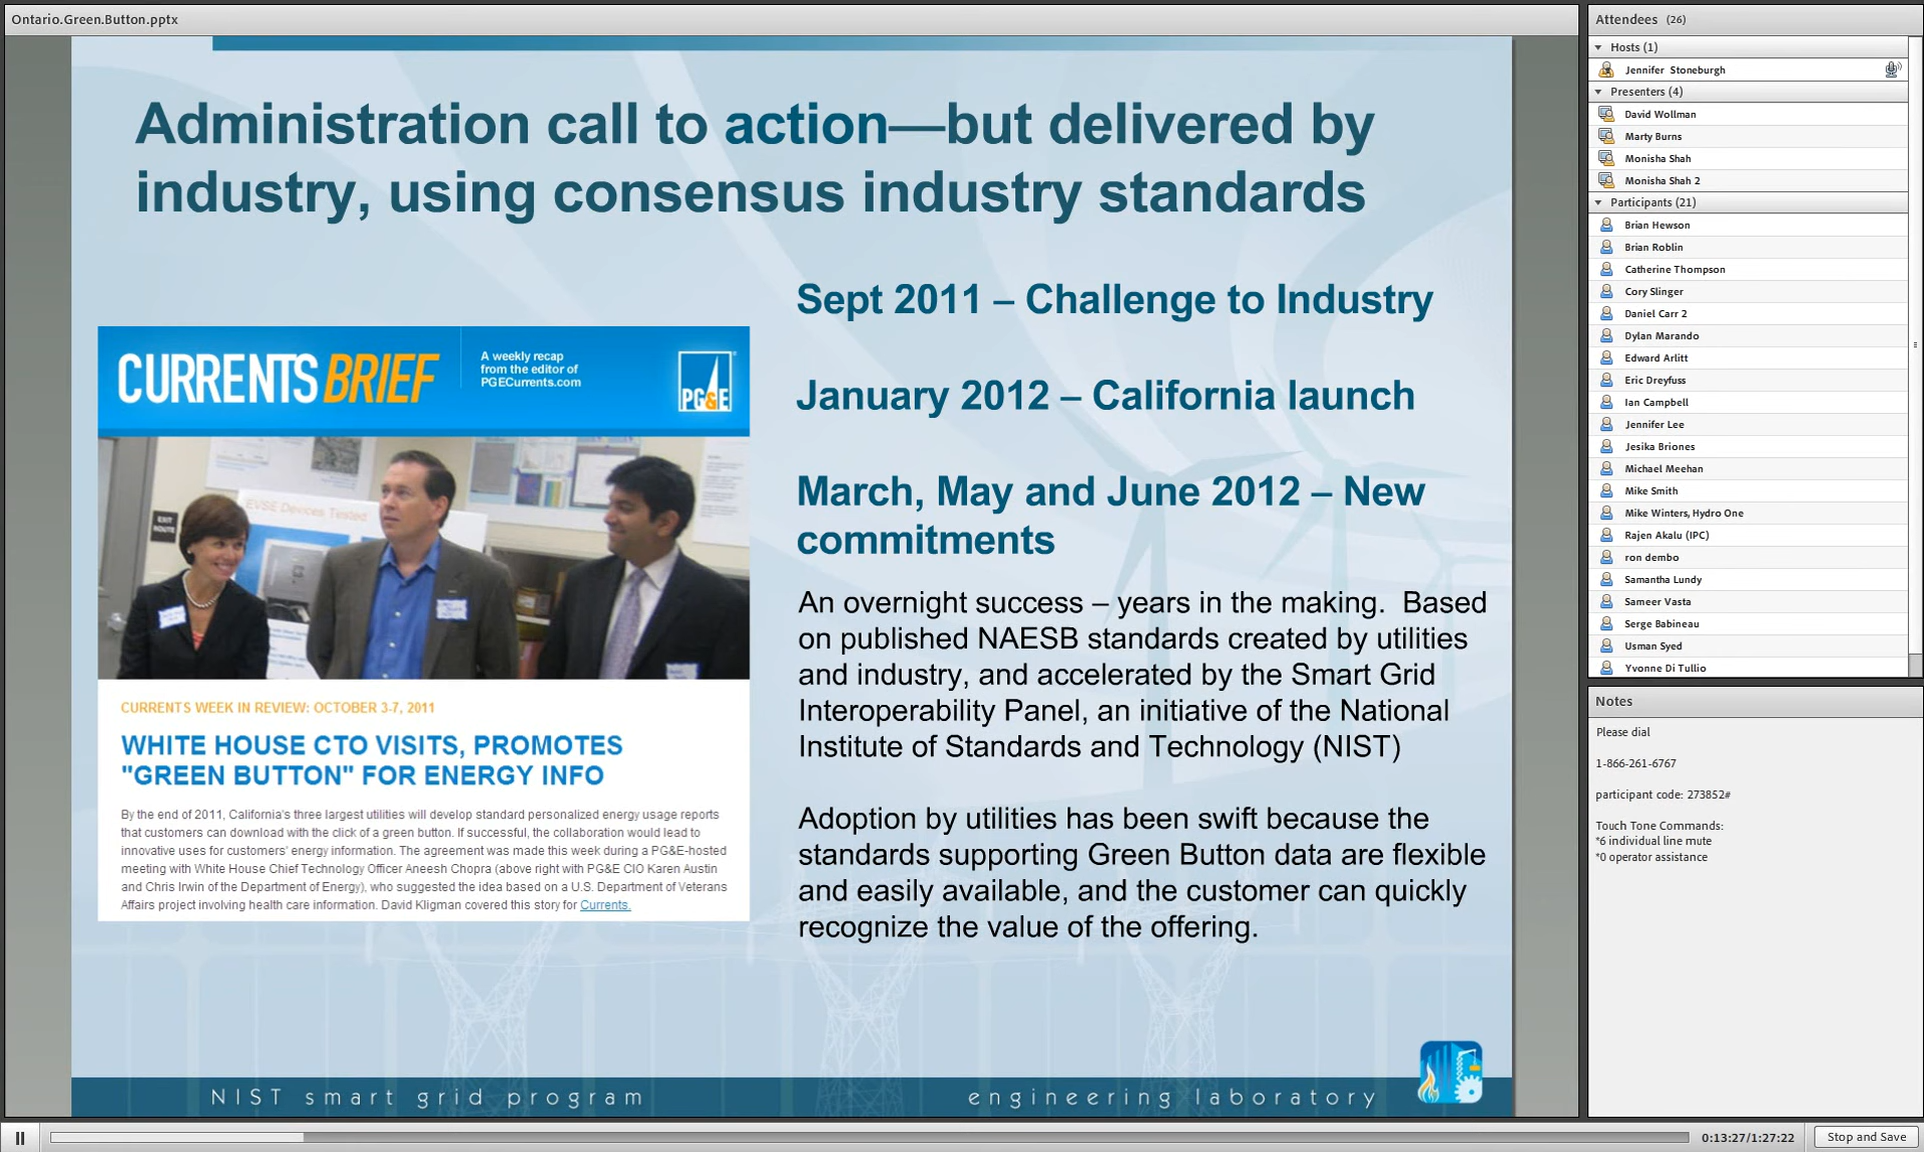 Ontario.Green.Button.pptx
Administration call to action—but delivered by
industry, using consensus industry standards
CURRENTS BRIEF
A weekly recap
from the editor of
PGECurrents.com
PG&E
EXIT
ROUTE
EVSE Devices Tested
CURRENTS WEEK IN REVIEW: OCTOBER 3-7, 2011
WHITE HOUSE CTO VISITS, PROMOTES
"GREEN BUTTON" FOR ENERGY INFO
By the end of 2011, California's three largest utilities will develop standard personalized energy usage reports
that customers can download with the click of a green button. If successful, the collaboration would lead to
innovative uses for customers' energy information. The agreement was made this week during a PG&E-hosted
meeting with White House Chief Technology Officer Aneesh Chopra (above right with PG&E CIO Karen Austin
and Chris Irwin of the Department of Energy), who suggested the idea based on a U.S. Department of Veterans
Affairs project involving health care information. David Kligman covered this story for Currents.
Sept 2011 – Challenge to Industry
January 2012 – California launch
March, May and June 2012 – New
commitments
An overnight success – years in the making.  Based
on published NAESB standards created by utilities
and industry, and accelerated by the Smart Grid
Interoperability Panel, an initiative of the National
Institute of Standards and Technology (NIST)
Adoption by utilities has been swift because the
standards supporting Green Button data are flexible
and easily available, and the customer can quickly
recognize the value of the offering.
NIST smart grid program
engineering laboratory
Attendees (26)
Hosts (1)
Jennifer Stoneburgh
Presenters (4)
David Wollman
Marty Burns
Monisha Shah
Monisha Shah 2
Participants (21)
Brian Hewson
Brian Roblin
Catherine Thompson
Cory Slinger
Daniel Carr 2
Dylan Marando
Edward Arlitt
Eric Dreyfuss
Ian Campbell
Jennifer Lee
Jesika Briones
Michael Meehan
Mike Smith
Mike Winters, Hydro One
Rajen Akalu (IPC)
ron dembo
Samantha Lundy
Sameer Vasta
Serge Babineau
Usman Syed
Yvonne Di Tullio
Notes
Please dial
1-866-261-6767
participant code: 273852#
Touch Tone Commands:
*6 individual line mute
*0 operator assistance
0:13:27/1:27:22
Stop and Save